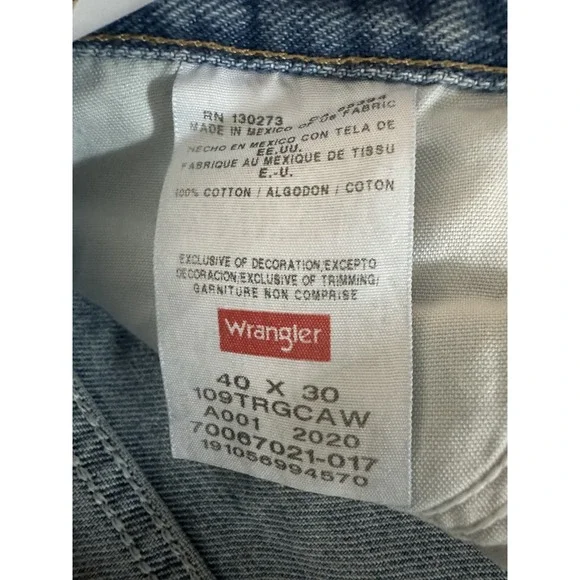 RN 130273
MADE IN MEXICO OF US FABRIC
HECHO EN MEXICO CON TELA DE
EE.UU.
FABRIQUE AU MEXIQUE DE TISSU
E.-U.
100% COTTON / ALGODON / COTON
EXCLUSIVE OF DECORATION,EXCEPTO
DECORACION,EXCLUSIVE OF TRIMMING/
GARNITURE NON COMPRISE
Wrangler
40 X 30
109TRGCAW
A001 2020
70067021-017
191056994570